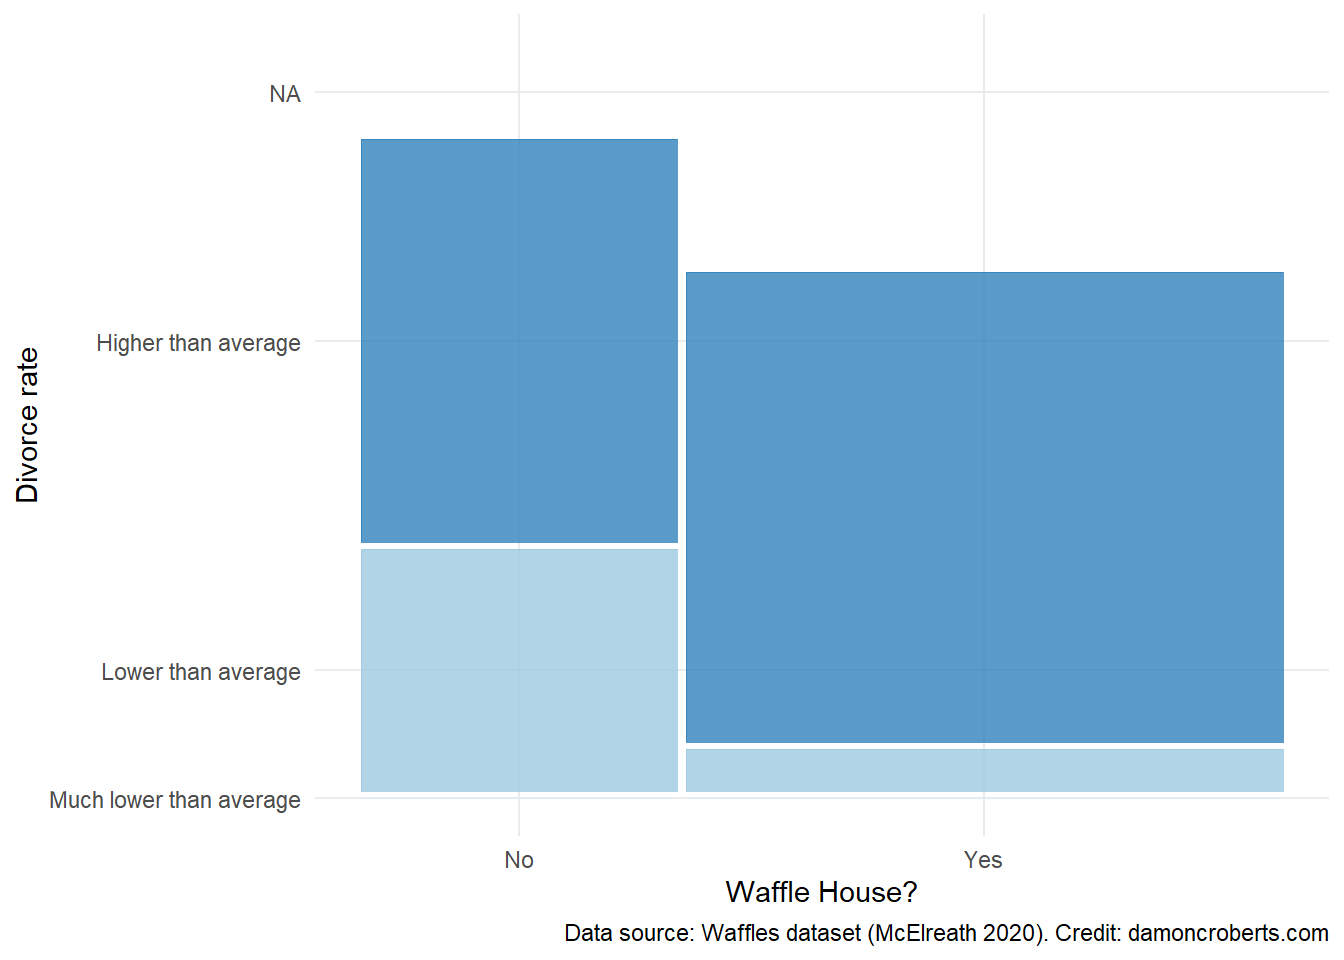 NA
Higher than average
Lower than average
Much lower than average
Divorce rate
No
Yes
Waffle House?
Data source: Waffles dataset (McElreath 2020). Credit: damoncroberts.com